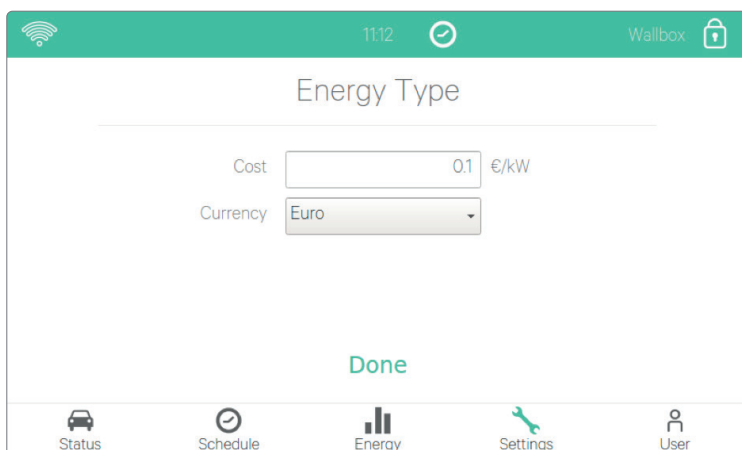 11:12 Wallbox
Energy Type
Cost 0.1 €/kW
Currency Euro
Done
Status Schedule Energy Settings User